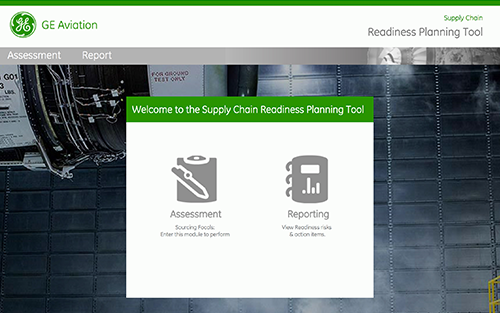 GE Aviation
Supply Chain
Readiness Planning Tool
Assessment Report
G01
LBS.
FOR GROUND
TEST ONLY
Welcome to the Supply Chain Readiness Planning Tool
Assessment
Sourcing Focals:
Enter this module to perform
Reporting
View Readiness risks
& action items.